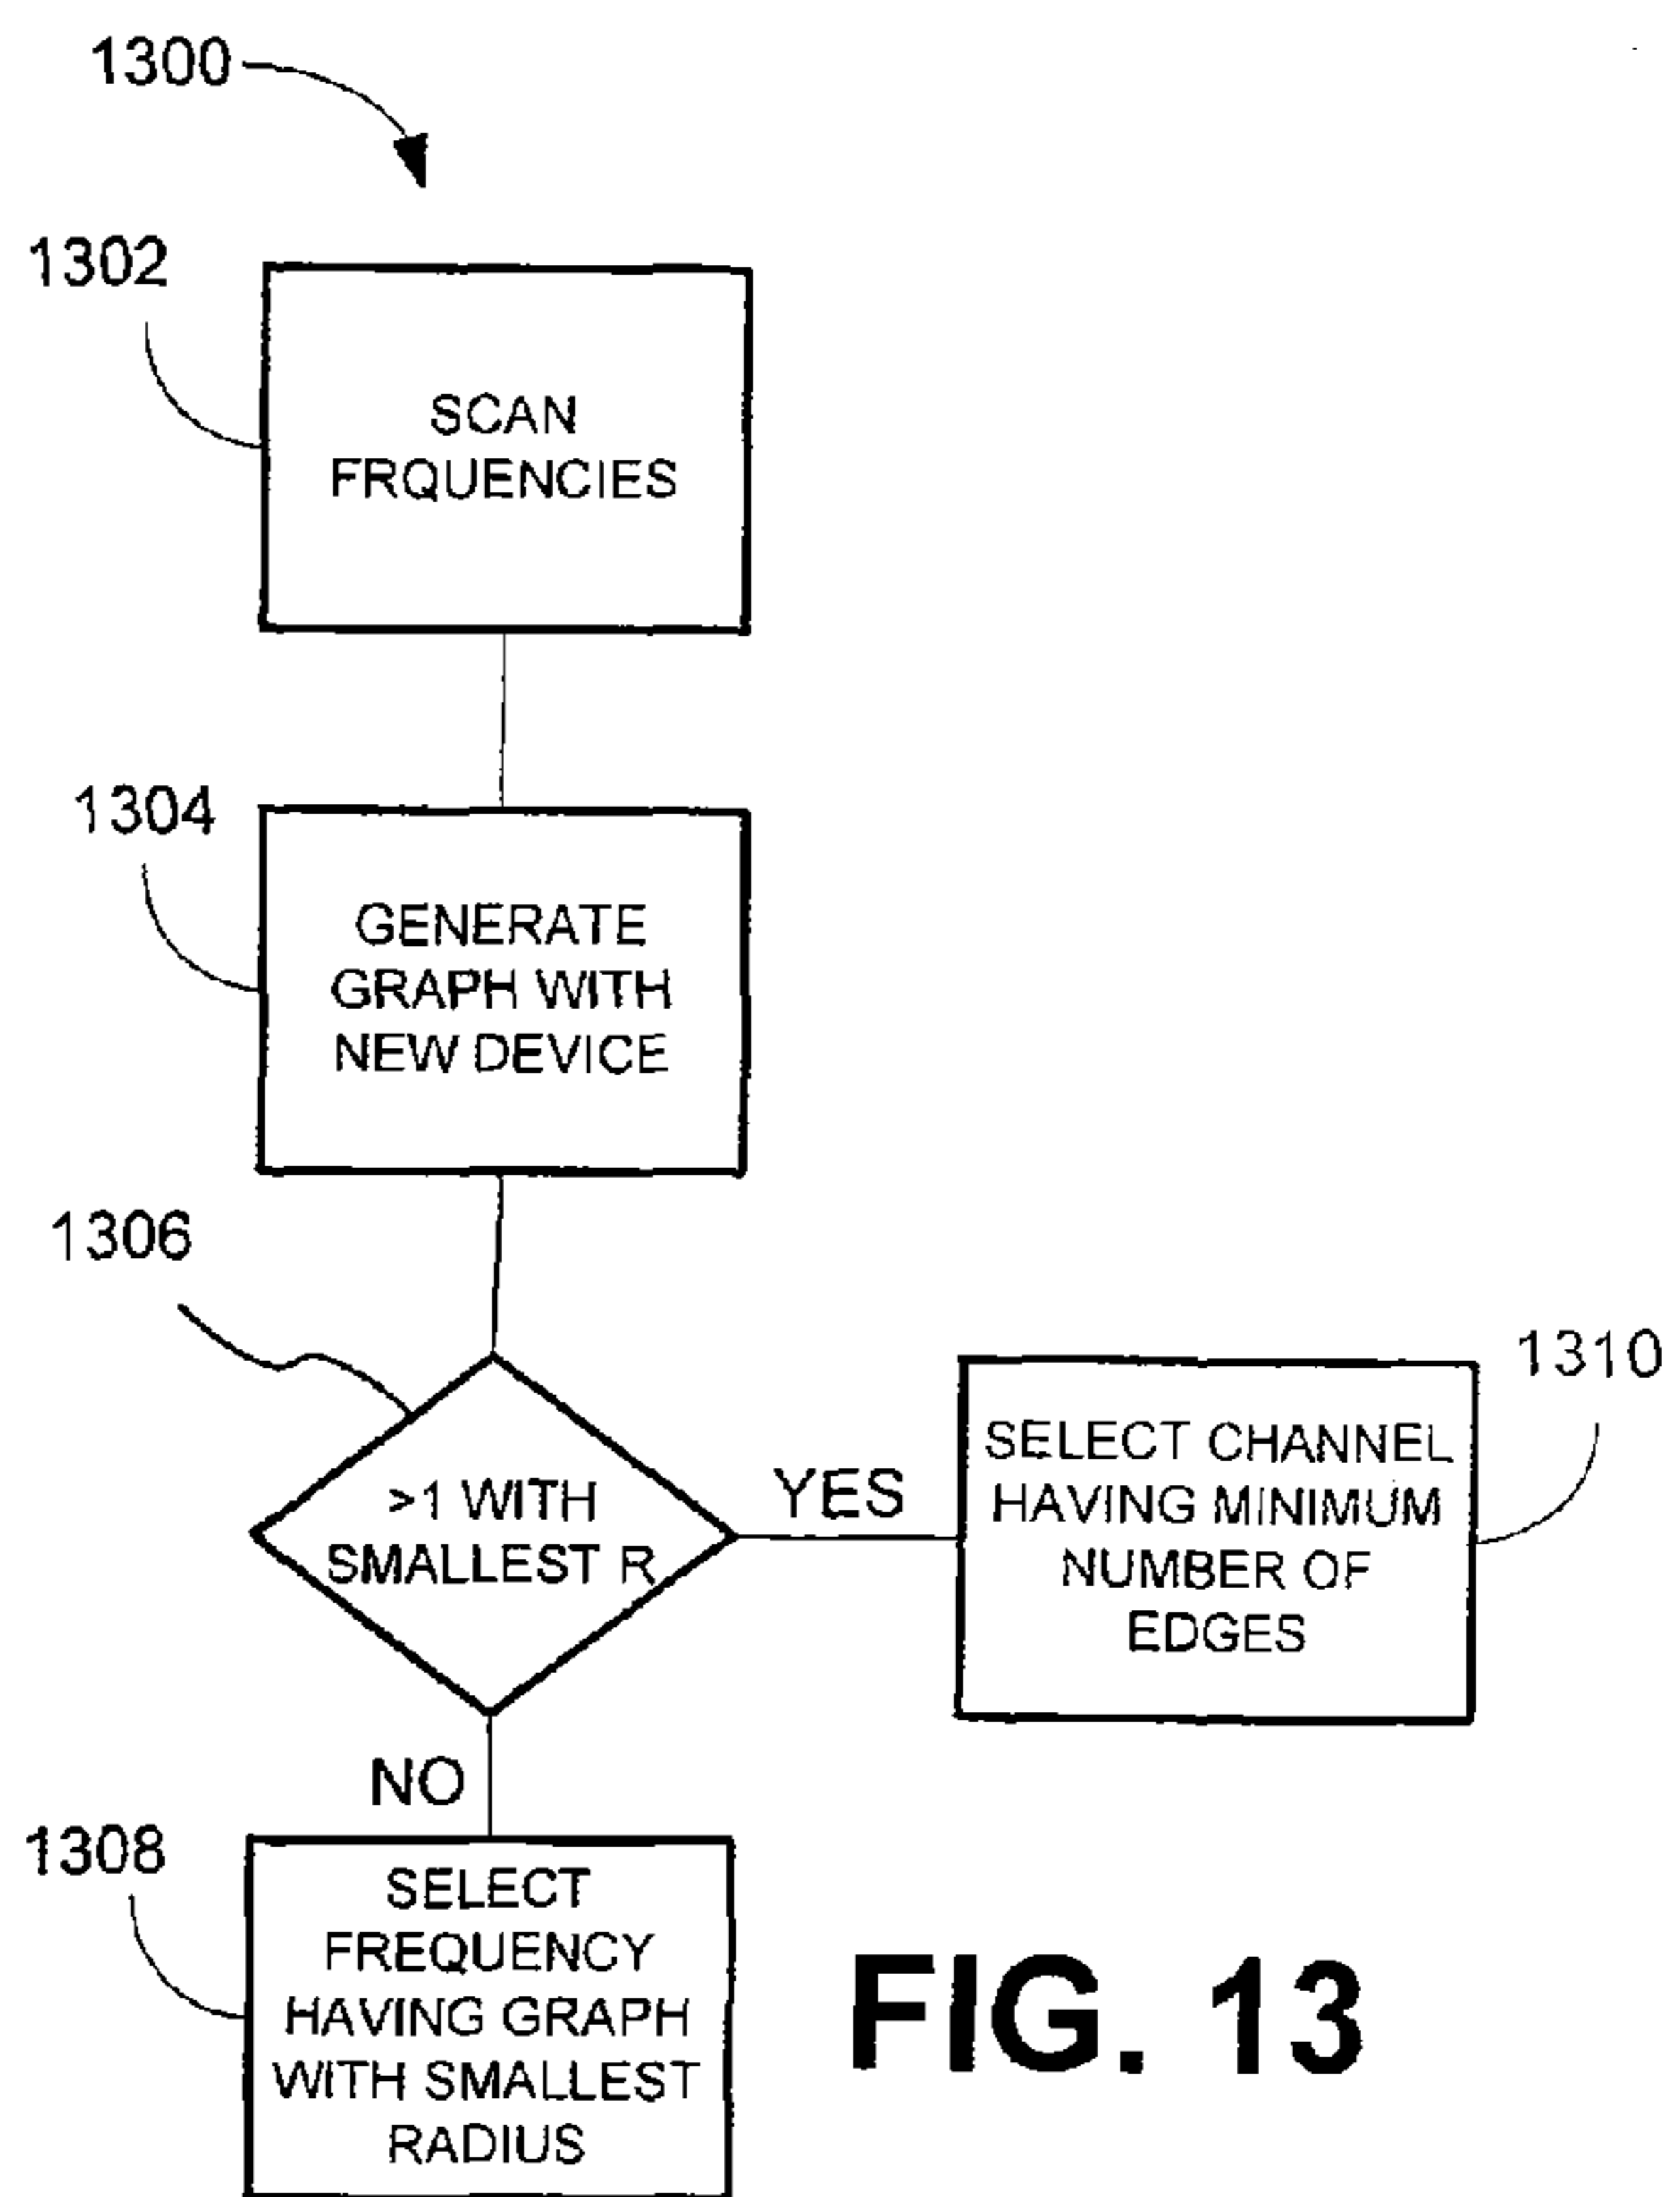 1300
1302
SCAN
FRQUENCIES
1304
GENERATE
GRAPH WITH
NEW DEVICE
1306
>1 WITH
SMALLEST R
YES
1310
SELECT CHANNEL
HAVING MINIMUM
NUMBER OF
EDGES
NO
1308
SELECT
FREQUENCY
HAVING GRAPH
WITH SMALLEST
RADIUS
FIG. 13